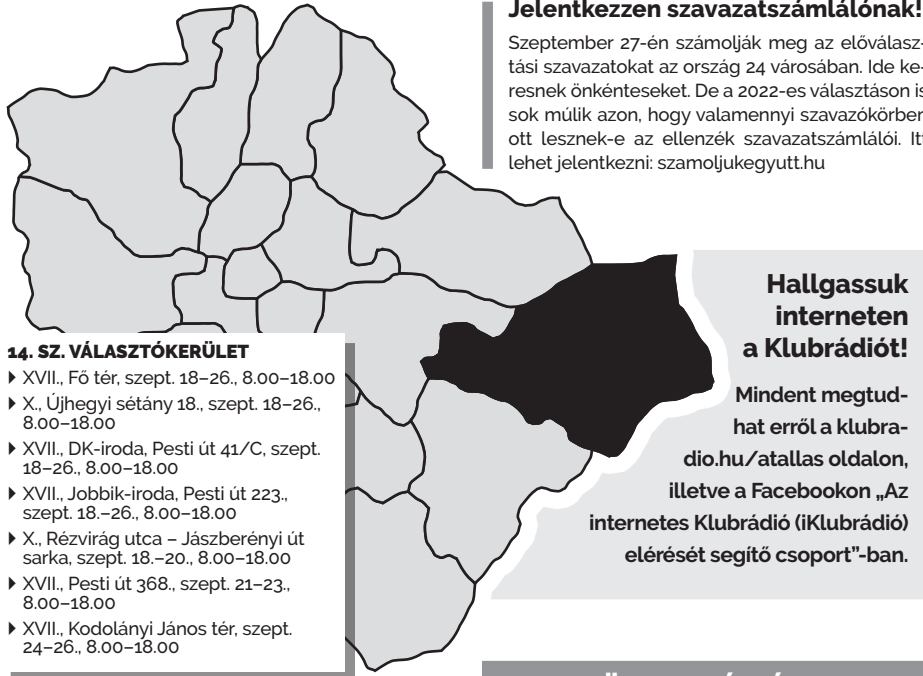 Jelentkezzen szavazatszámlálónak!
Szeptember 27-én számolják meg az előválasz-
tási szavazatokat az ország 24 városában. Ide ke-
resnek önkénteseket. De a 2022-es választáson is
sok múlik azon, hogy valamennyi szavazókörben
ott lesznek-e az ellenzék szavazatszámlálói. Itt
lehet jelentkezni: szamoljukegyutt.hu
Hallgassuk
interneten
a Klubrádiót!
Mindent megtud-
hat erről a klubra-
dio.hu/atallas oldalon,
illetve a Facebookon „Az
internetes Klubrádió (iKlubrádió)
elérését segítő csoport”-ban.
14. SZ. VÁLASZTÓKERÜLET
XVII., Fő tér, szept. 18–26., 8.00–18.00
X., Újhegyi sétány 18., szept. 18–26.,
8.00–18.00
XVII., DK-iroda, Pesti út 41/C, szept.
18–26., 8.00–18.00
XVII., Jobbik-iroda, Pesti út 223.,
szept. 18.–26., 8.00–18.00
X., Rézvirág utca – Jászberényi út
sarka, szept. 18.–20., 8.00–18.00
XVII., Pesti út 368., szept. 21–23.,
8.00–18.00
XVII., Kodolányi János tér, szept.
24–26., 8.00–18.00